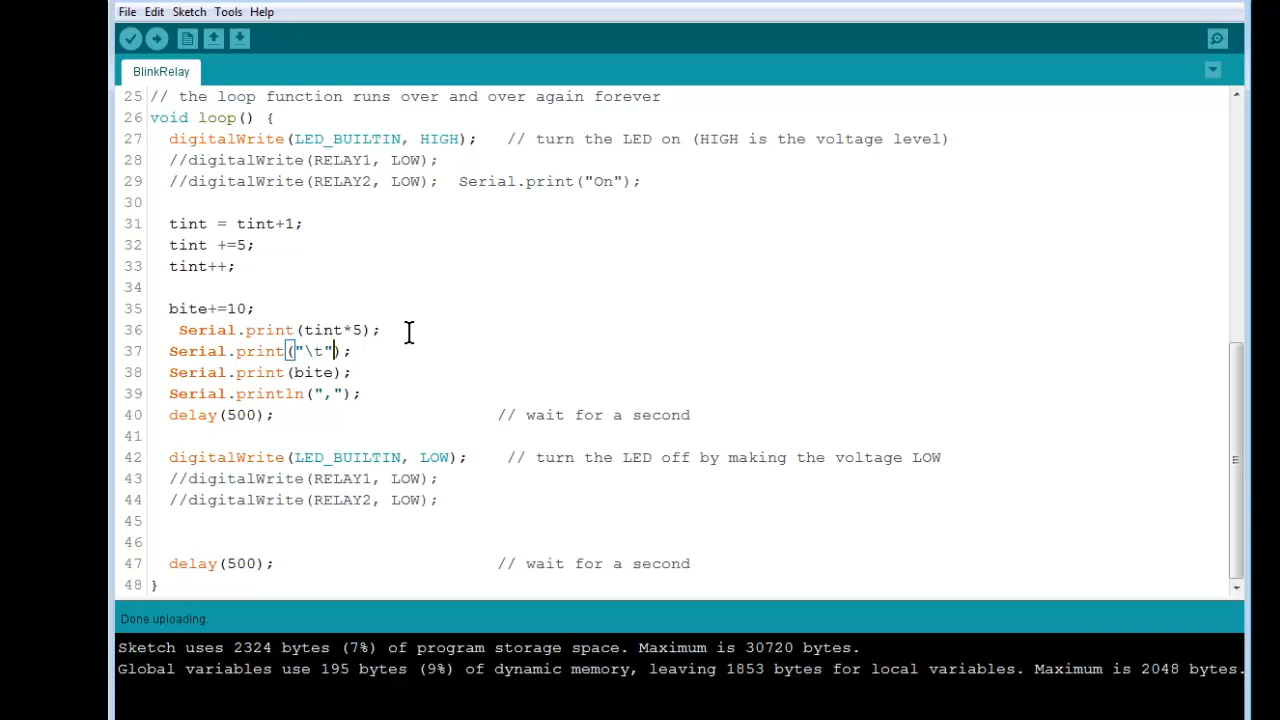 File Edit Sketch Tools Help
BlinkRelay
25 // the loop function runs over and over again forever
26 void loop() {
27 digitalWrite(LED_BUILTIN, HIGH); // turn the LED on (HIGH is the voltage level)
28 //digitalWrite(RELAY1, LOW);
29 //digitalWrite(RELAY2, LOW); Serial.print("On");
30
31 tint = tint+1;
32 tint +=5;
33 tint++;
34
35 bite+=10;
36 Serial.print(tint*5);
37 Serial.print("\t");
38 Serial.print(bite);
39 Serial.println(",");
40 delay(500); // wait for a second
41
42 digitalWrite(LED_BUILTIN, LOW); // turn the LED off by making the voltage LOW
43 //digitalWrite(RELAY1, LOW);
44 //digitalWrite(RELAY2, LOW);
45
46
47 delay(500); // wait for a second
48 }
Done uploading.
Sketch uses 2324 bytes (7%) of program storage space. Maximum is 30720 bytes.
Global variables use 195 bytes (9%) of dynamic memory, leaving 1853 bytes for local variables. Maximum is 2048 bytes.